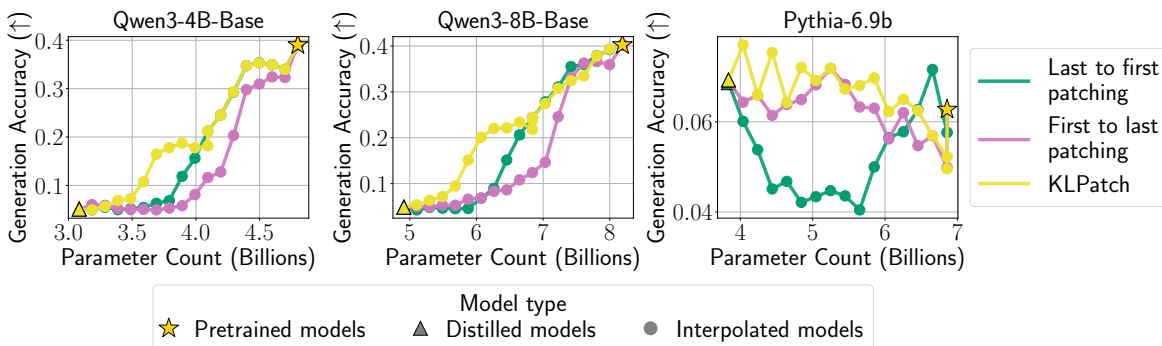 Qwen3-4B-Base
Generation Accuracy (↑)
0.4
0.3
0.2
0.1
3.0
3.5
4.0
4.5
Parameter Count (Billions)
Qwen3-8B-Base
Generation Accuracy (↑)
0.4
0.3
0.2
0.1
5
6
7
8
Parameter Count (Billions)
Pythia-6.9b
Generation Accuracy (↑)
0.06
0.04
4
5
6
7
Parameter Count (Billions)
Last to first
patching
First to last
patching
KLPatch
Model type
Pretrained models
Distilled models
Interpolated models